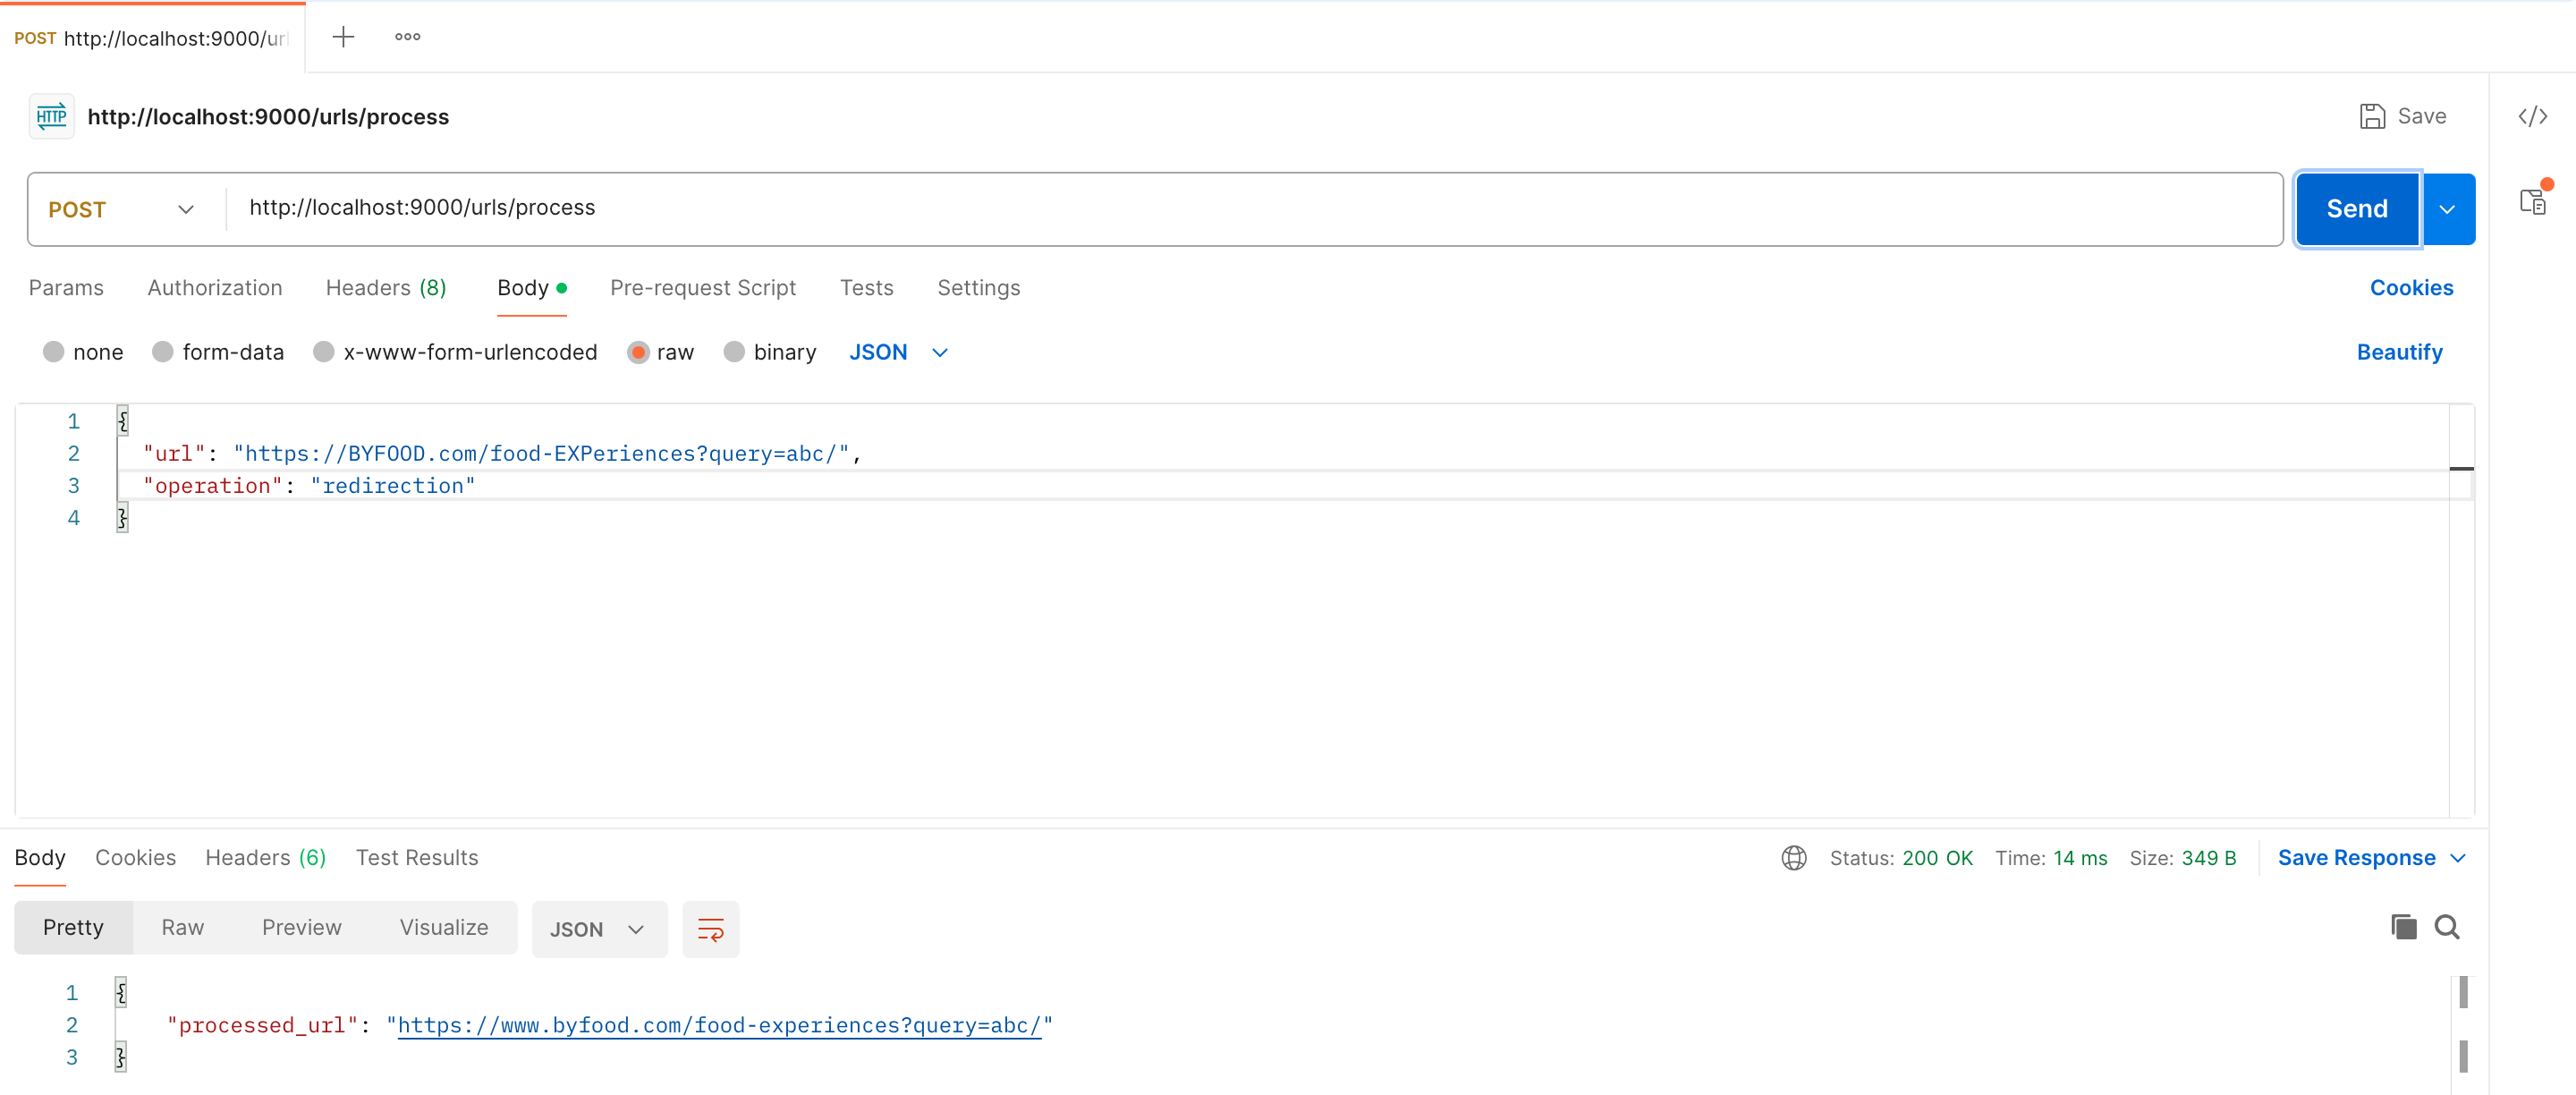 POST http://localhost:9000/ur
http://localhost:9000/urls/process
Save
POST http://localhost:9000/urls/process Send
Params Authorization Headers (8) Body Pre-request Script Tests Settings Cookies
none form-data x-www-form-urlencoded raw binary JSON Beautify
1 {
2 "url": "https://BYFOOD.com/food-EXPeriences?query=abc/",
3 "operation": "redirection"
4 }
Body Cookies Headers (6) Test Results Status: 200 OK Time: 14 ms Size: 349 B Save Response
Pretty Raw Preview Visualize JSON
1 {
2 "processed_url": "https://www.byfood.com/food-experiences?query=abc/"
3 }